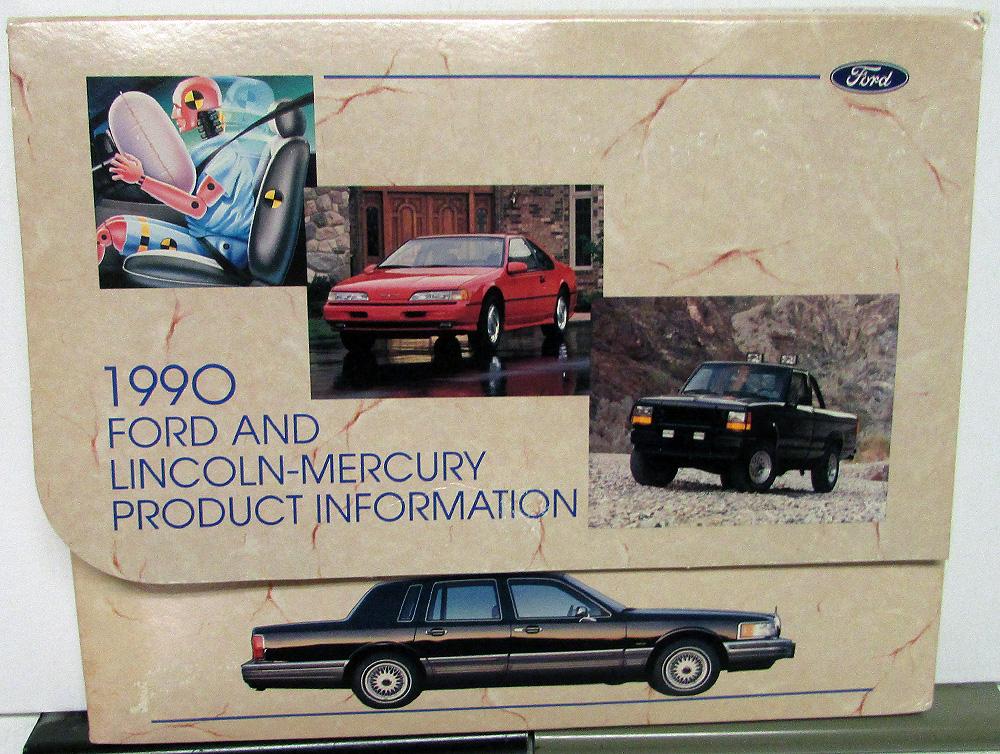 Ford
1990
FORD AND
LINCOLN-MERCURY
PRODUCT INFORMATION